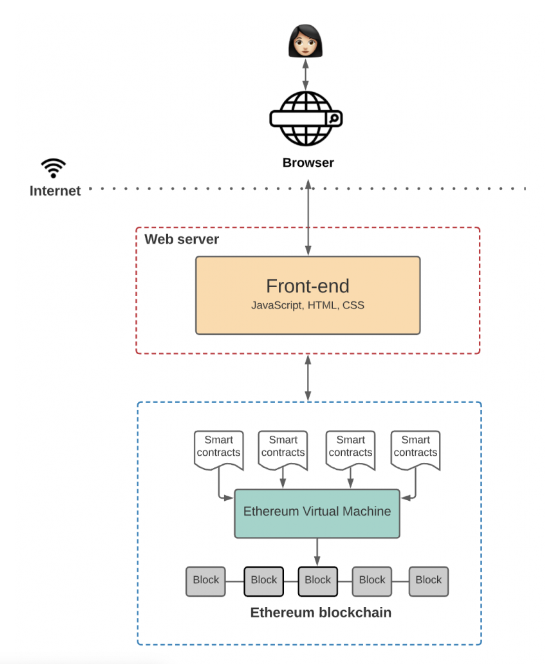 Browser
Internet
Web server
Front-end
JavaScript, HTML, CSS
Smart
contracts
Smart
contracts
Smart
contracts
Smart
contracts
Ethereum Virtual Machine
Block
Block
Block
Block
Block
Ethereum blockchain